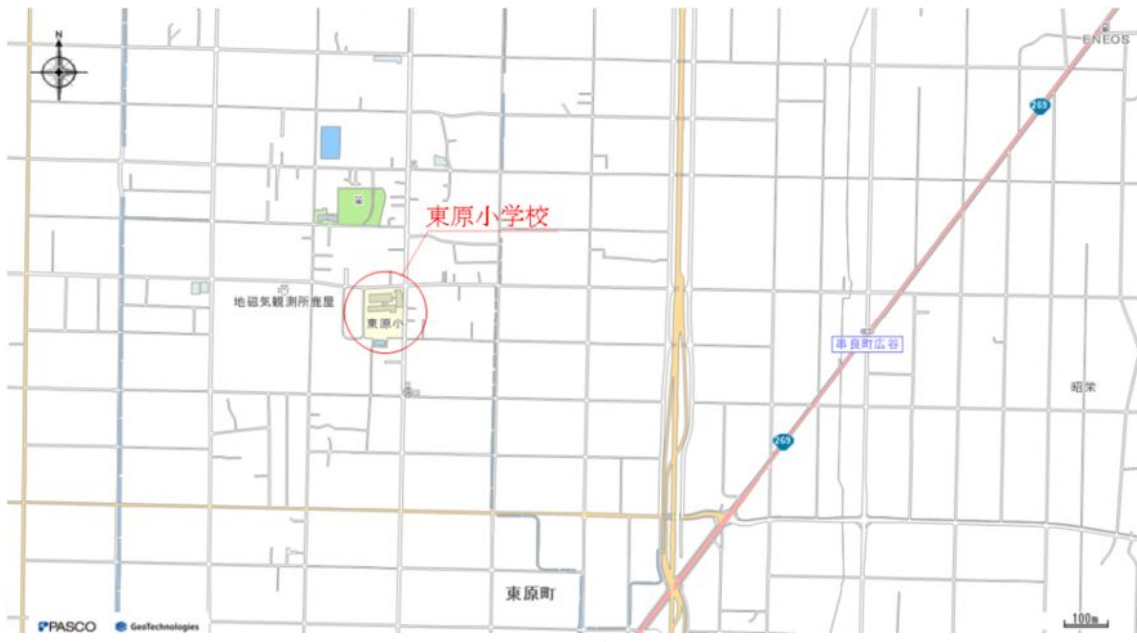 N
ENEOS
269
東原小学校
地磁気観測所鹿屋
東原小
串良町広谷
昭栄
269
東原町
PASCO
GeoTechnologies
100m